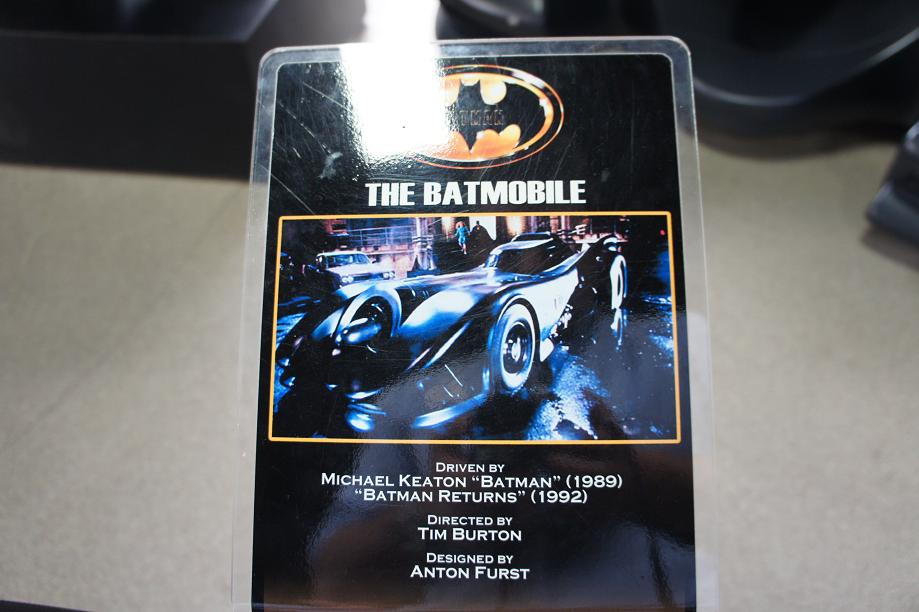 THE BATMOBILE
DRIVEN BY
MICHAEL KEATON “BATMAN” (1989)
“BATMAN RETURNS” (1992)
DIRECTED BY
TIM BURTON
DESIGNED BY
ANTON FURST